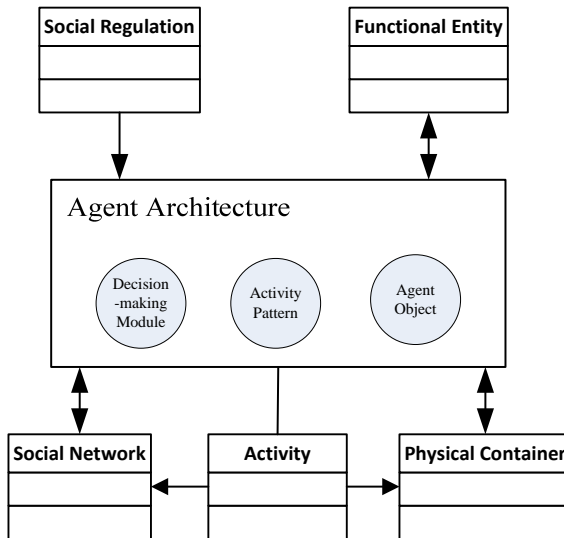 Social Regulation
Functional Entity
Agent Architecture
Decision
-making
Module
Activity
Pattern
Agent
Object
Social Network
Activity
Physical Container